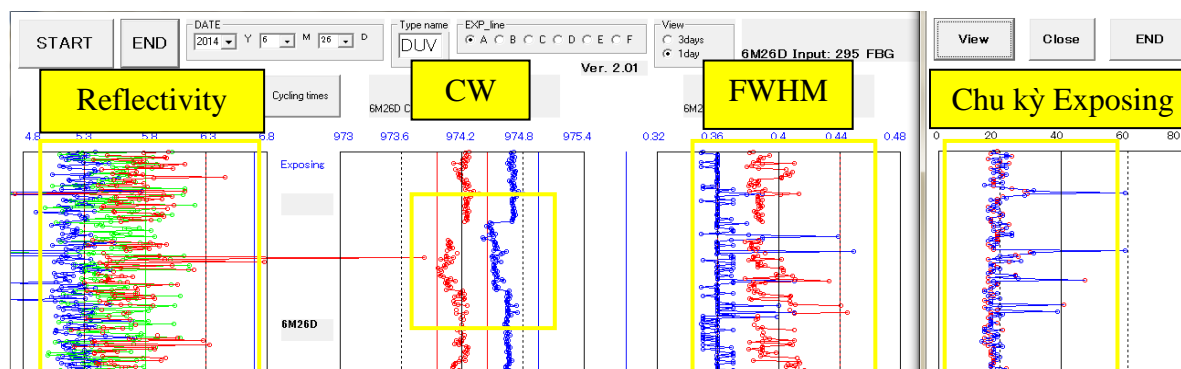 START
END
DATE
2014 Y 6 M 26 D
Type name
DUV
EXP_line
A B C D E F
View
3days
1day
6M26D Input: 295 FBG
Ver. 2.01
View
Close
END
Reflectivity
Cycling times
6M26D C
CW
6M2
FWHM
Chu kỳ Exposing
4.8 5.3 5.8 6.3 6.8
973 973.6 974.2 974.8 975.4
0.32 0.36 0.4 0.44 0.48
0 20 40 60 80
Exposing
6M26D